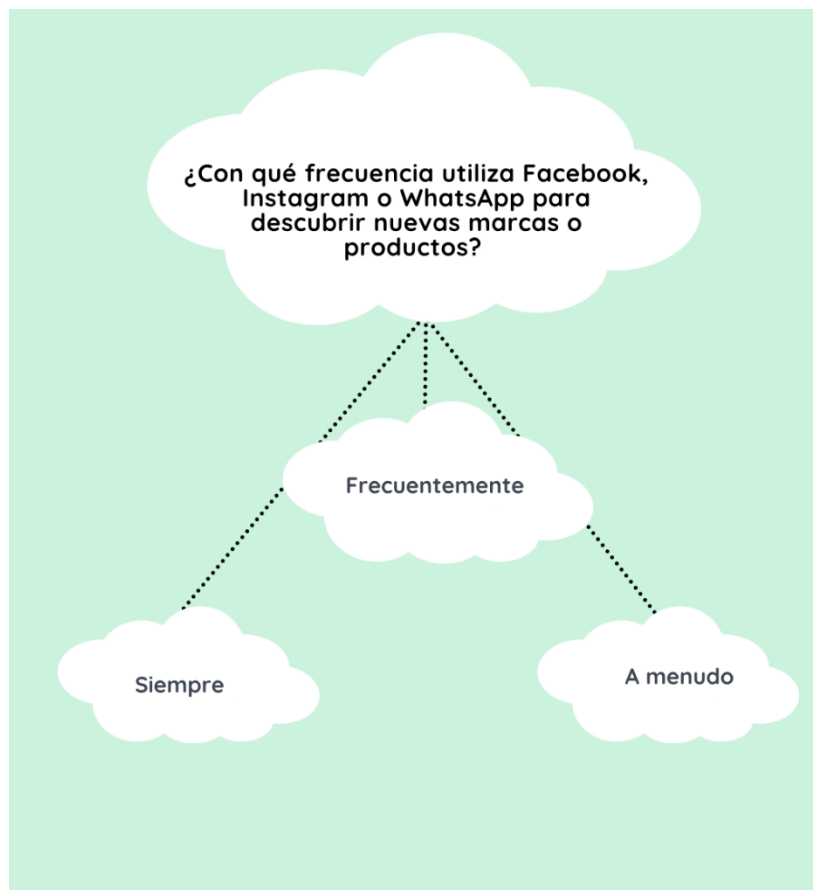 ¿Con qué frecuencia utiliza Facebook,
Instagram o WhatsApp para
descubrir nuevas marcas o
productos?
Frecuentemente
Siempre
A menudo